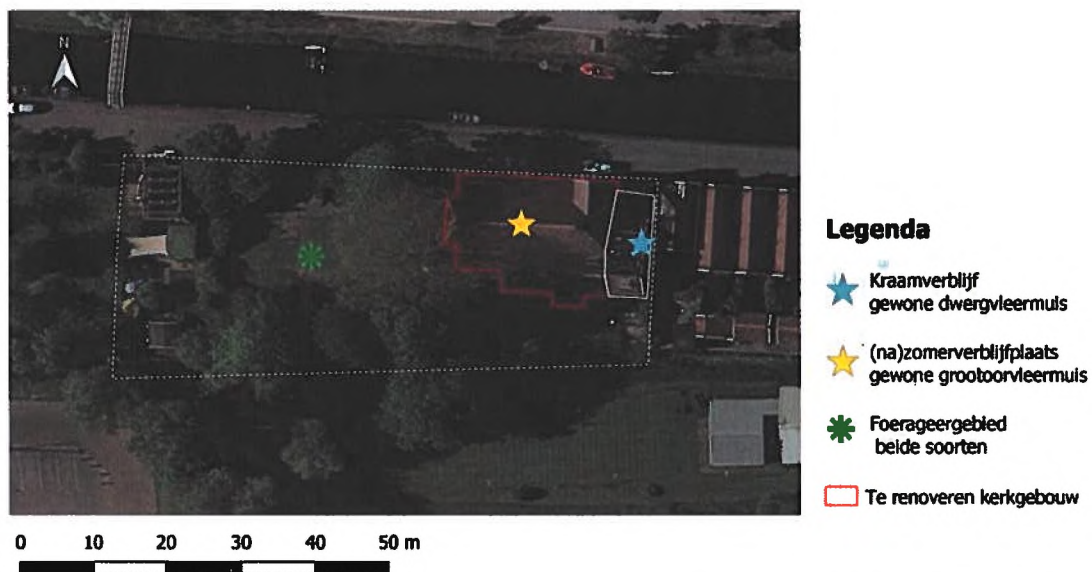 N
Legenda
Kraamverblijf
gewone dwergvleermuis
(na)zomerverblijfplaats
gewone grootoorvleermuis
Foerageergebied
beide soorten
Te renoveren kerkgebouw
0 10 20 30 40 50 m